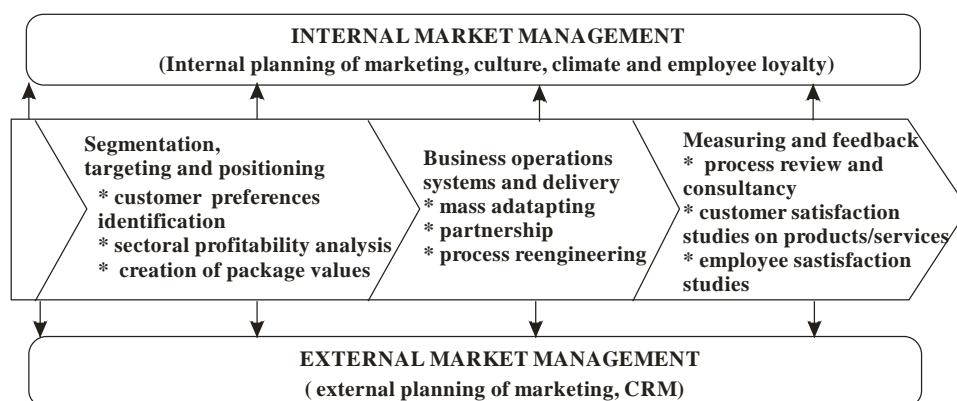 INTERNAL MARKET MANAGEMENT
(Internal planning of marketing, culture, climate and employee loyalty)
Segmentation,
targeting and positioning
* customer preferences
identification
* sectoral profitability analysis
* creation of package values
Business operations
systems and delivery
* mass adatapting
* partnership
* process reengineering
Measuring and feedback
* process review and
consultancy
* customer satisfaction
studies on products/services
* employee sastisfaction
studies
EXTERNAL MARKET MANAGEMENT
( external planning of marketing, CRM)